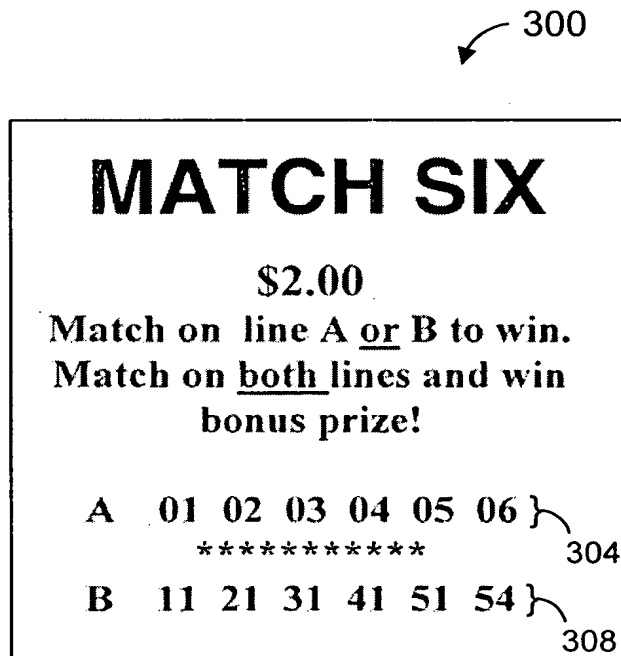 300
MATCH SIX
$2.00
Match on line A or B to win.
Match on both lines and win
bonus prize!
A 01 02 03 04 05 06
304
***********
B 11 21 31 41 51 54
308